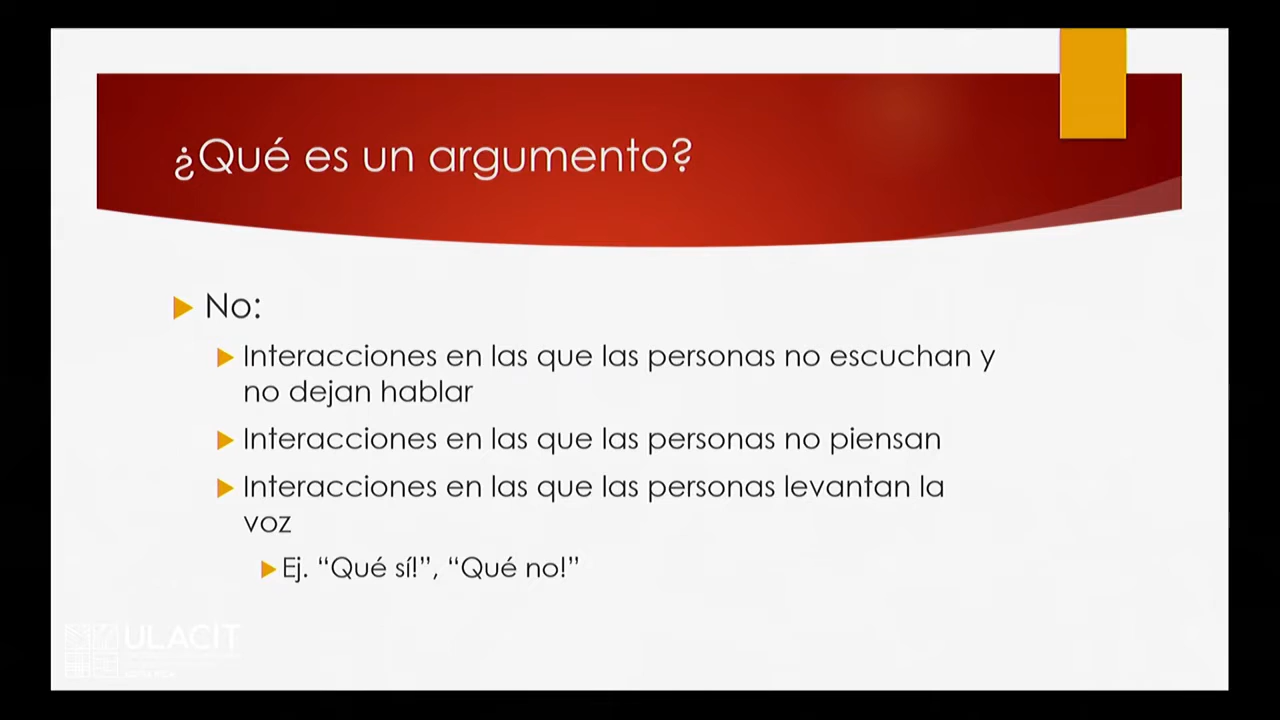 ¿Qué es un argumento?
No:
Interacciones en las que las personas no escuchan y
no dejan hablar
Interacciones en las que las personas no piensan
Interacciones en las que las personas levantan la
voz
Ej. “Qué sí!”, “Qué no!”
ULACIT